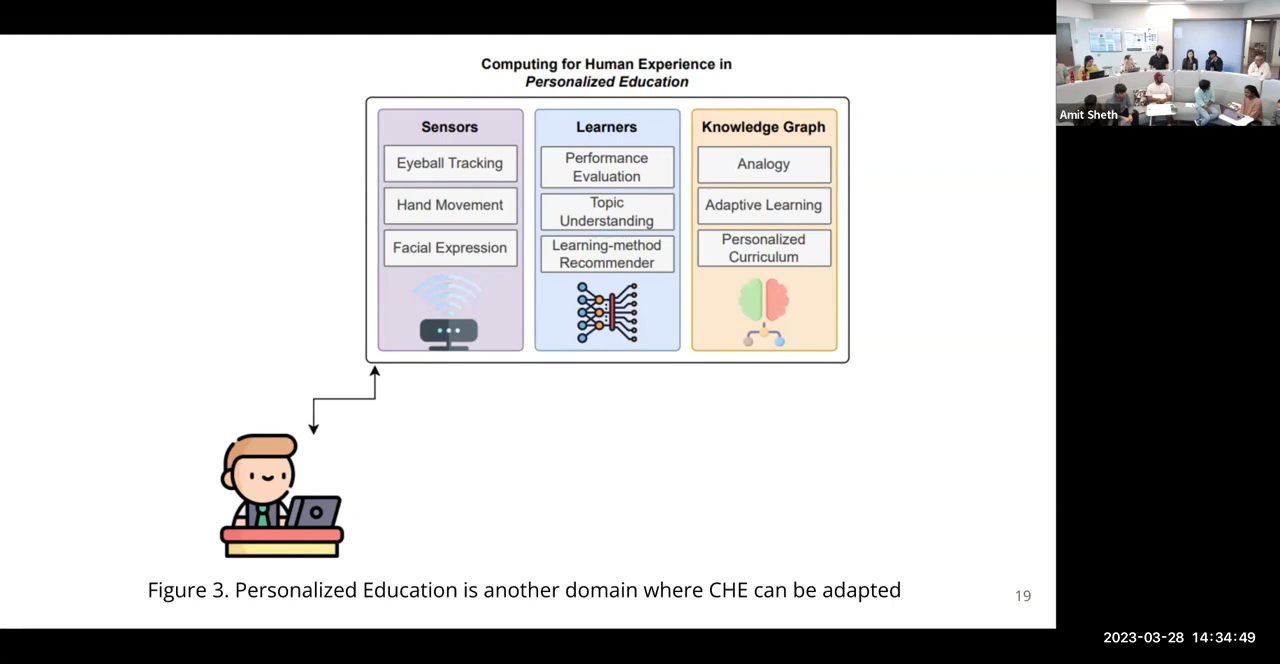 Computing for Human Experience in
Personalized Education
Sensors
Eyeball Tracking
Hand Movement
Facial Expression
Learners
Performance
Evaluation
Topic
Understanding
Learning-method
Recommender
Knowledge Graph
Analogy
Adaptive Learning
Personalized
Curriculum
Figure 3. Personalized Education is another domain where CHE can be adapted
19
Amit Sheth
2023-03-28 14:34:49